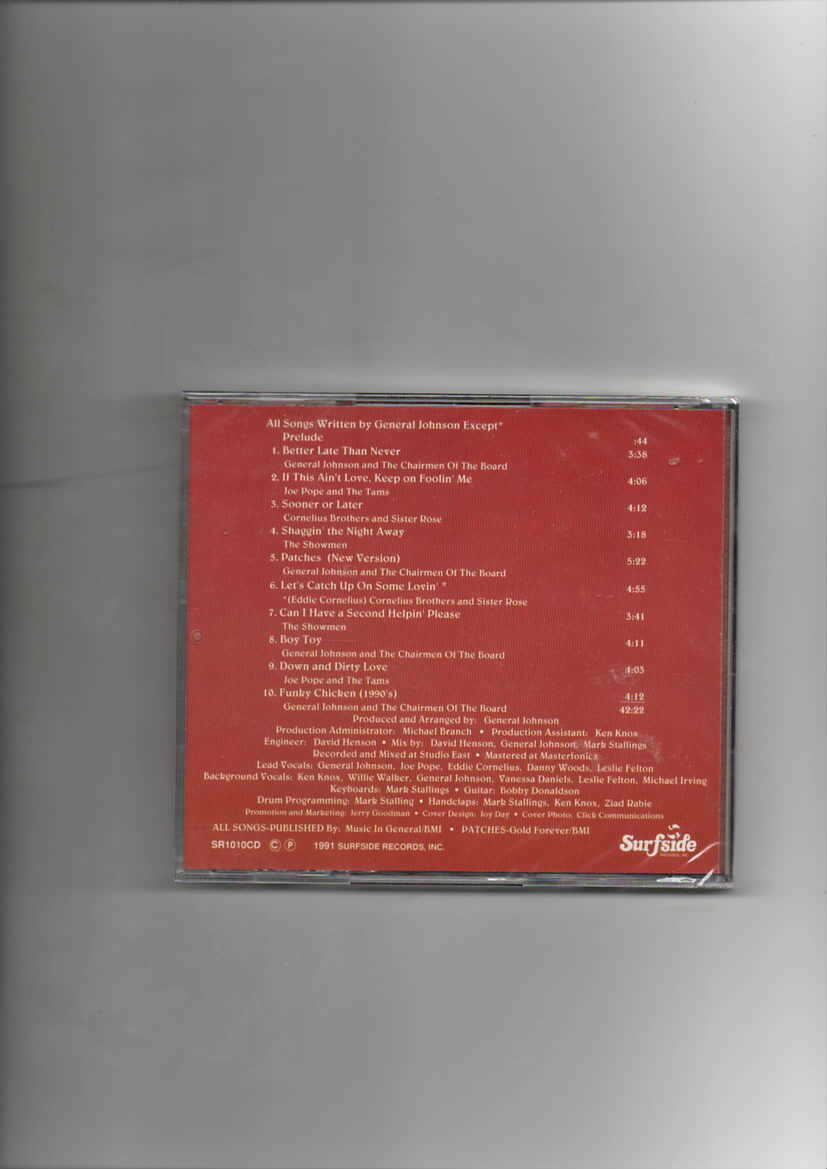 All Songs Written by General Johnson Except*
Prelude :44
1. Better Late Than Never 3:38
General Johnson and The Chairmen Of The Board
2. If This Ain't Love, Keep on Foolin' Me 4:06
Joe Pope and The Tams
3. Sooner or Later 4:12
Cornelius Brothers and Sister Rose
4. Shaggin' the Night Away 3:18
The Showmen
5. Patches (New Version) 5:22
General Johnson and The Chairmen Of The Board
6. Let's Catch Up On Some Lovin' * 4:55
*(Eddie Cornelius) Cornelius Brothers and Sister Rose
7. Can I Have a Second Helpin' Please 3:41
The Showmen
8. Boy Toy 4:11
General Johnson and The Chairmen Of The Board
9. Down and Dirty Love 4:03
Joe Pope and The Tams
10. Funky Chicken (1990's) 4:12
General Johnson and The Chairmen Of The Board 42:22
Produced and Arranged by: General Johnson
Production Administrator: Michael Branch • Production Assistant: Ken Knox
Engineer: David Henson • Mix by: David Henson, General Johnson, Mark Stallings
Recorded and Mixed at Studio East • Mastered at Masterfonics
Lead Vocals: General Johnson, Joe Pope, Eddie Cornelius, Danny Woods, Leslie Felton
Background Vocals: Ken Knox, Willie Walker, General Johnson, Vanessa Daniels, Leslie Felton, Michael Irving
Keyboards: Mark Stallings • Guitar: Bobby Donaldson
Drum Programming: Mark Stalling • Handclaps: Mark Stallings, Ken Knox, Ziad Rabie
Promotion and Marketing: Jerry Goodman • Cover Design: Joy Day • Cover Photo: Click Communications
ALL SONGS-PUBLISHED By: Music In General/BMI • PATCHES-Gold Forever/BMI
SR1010CD © ℗ 1991 SURFSIDE RECORDS, INC.
Surfside
RECORDS, INC.